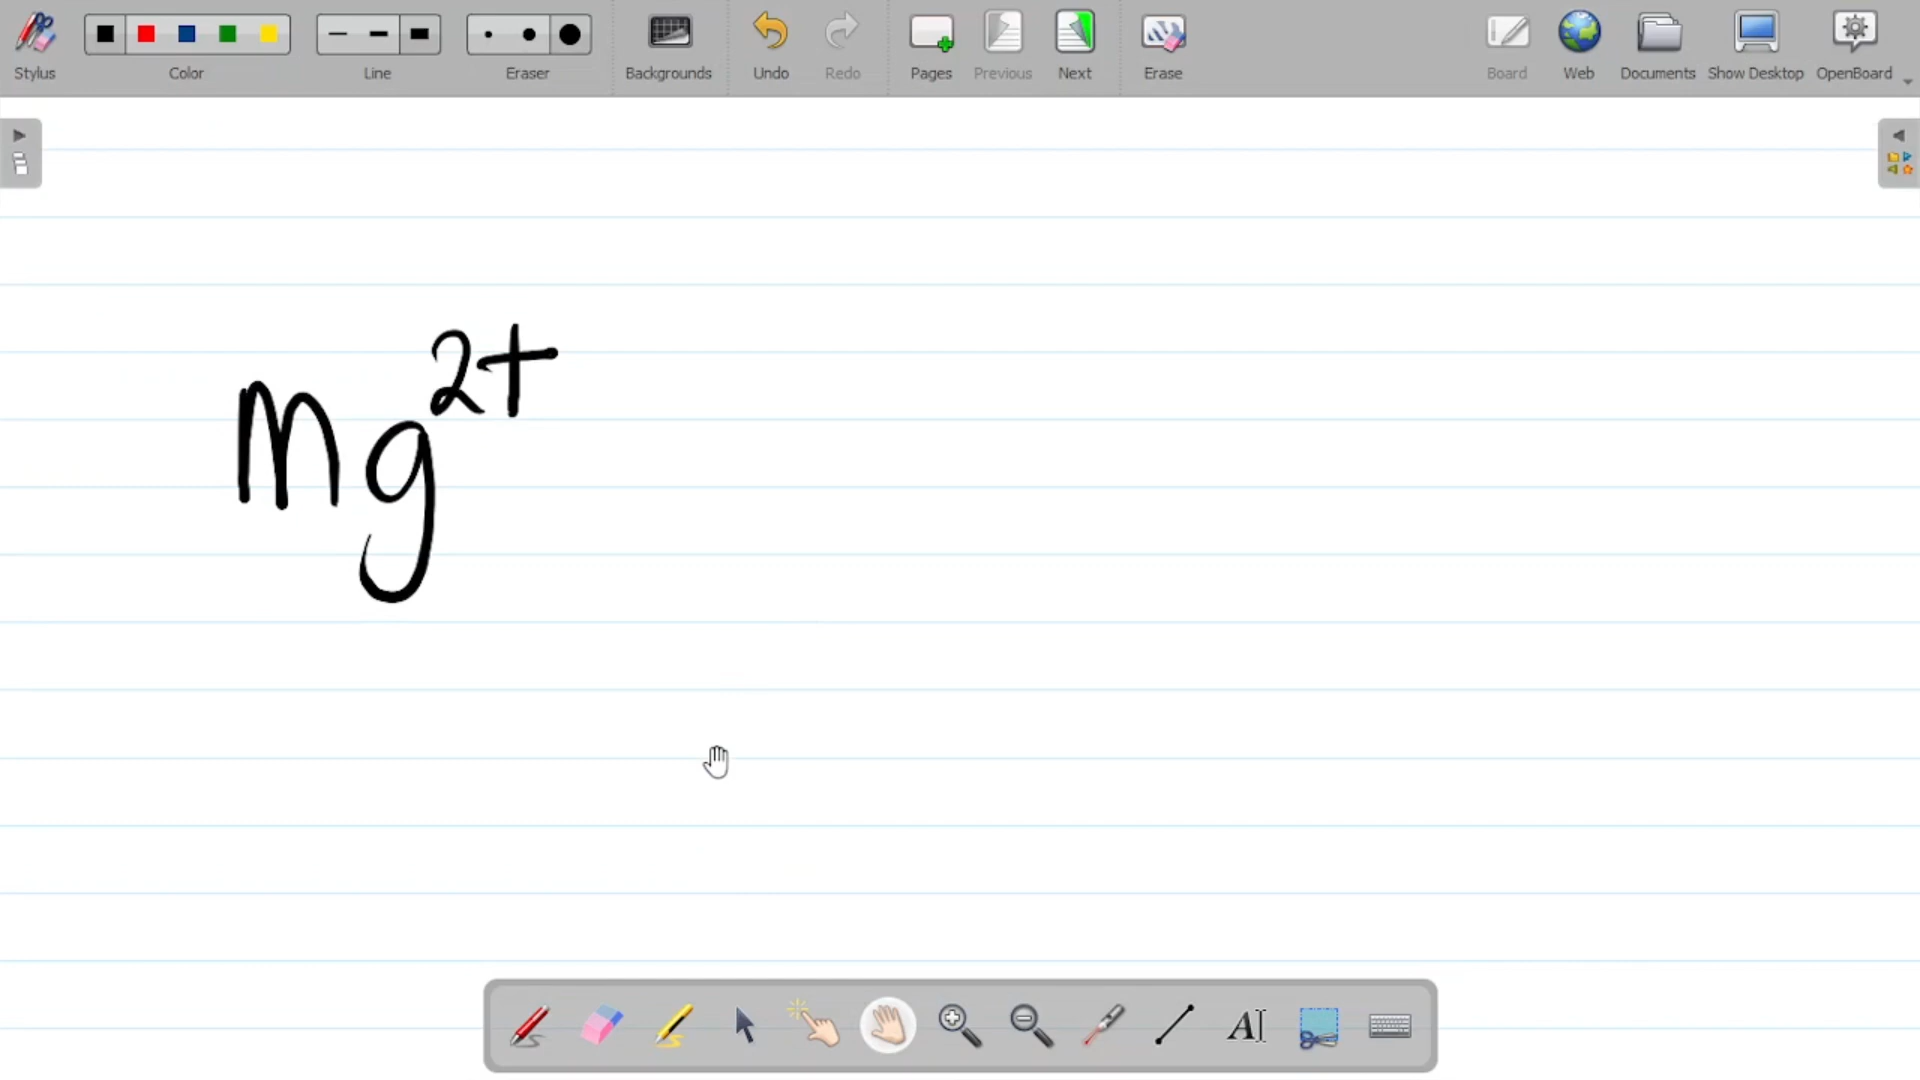 Stylus Color Line Eraser Backgrounds Undo Redo Pages Previous Next Erase Board Web Documents Show Desktop OpenBoard
Mg²⁺